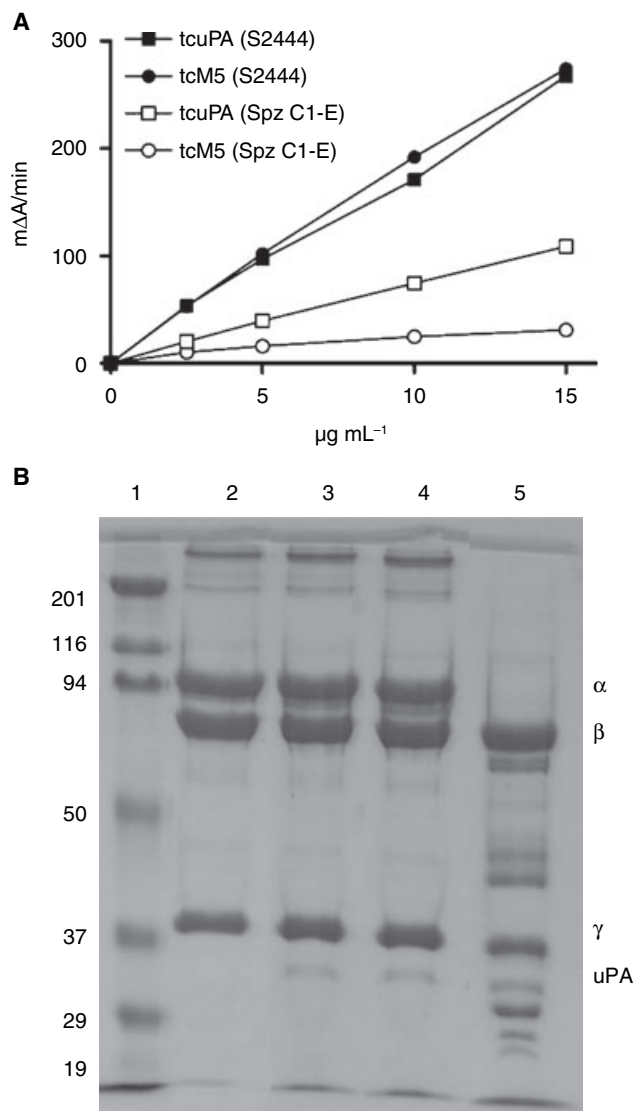 A
300
200
100
0
mΔA/min
tcuPA (S2444)
tcM5 (S2444)
tcuPA (Spz C1-E)
tcM5 (Spz C1-E)
0 5 10 15
µg mL⁻¹
B
1 2 3 4 5
201
116
94
50
37
29
19
α
β
γ
uPA